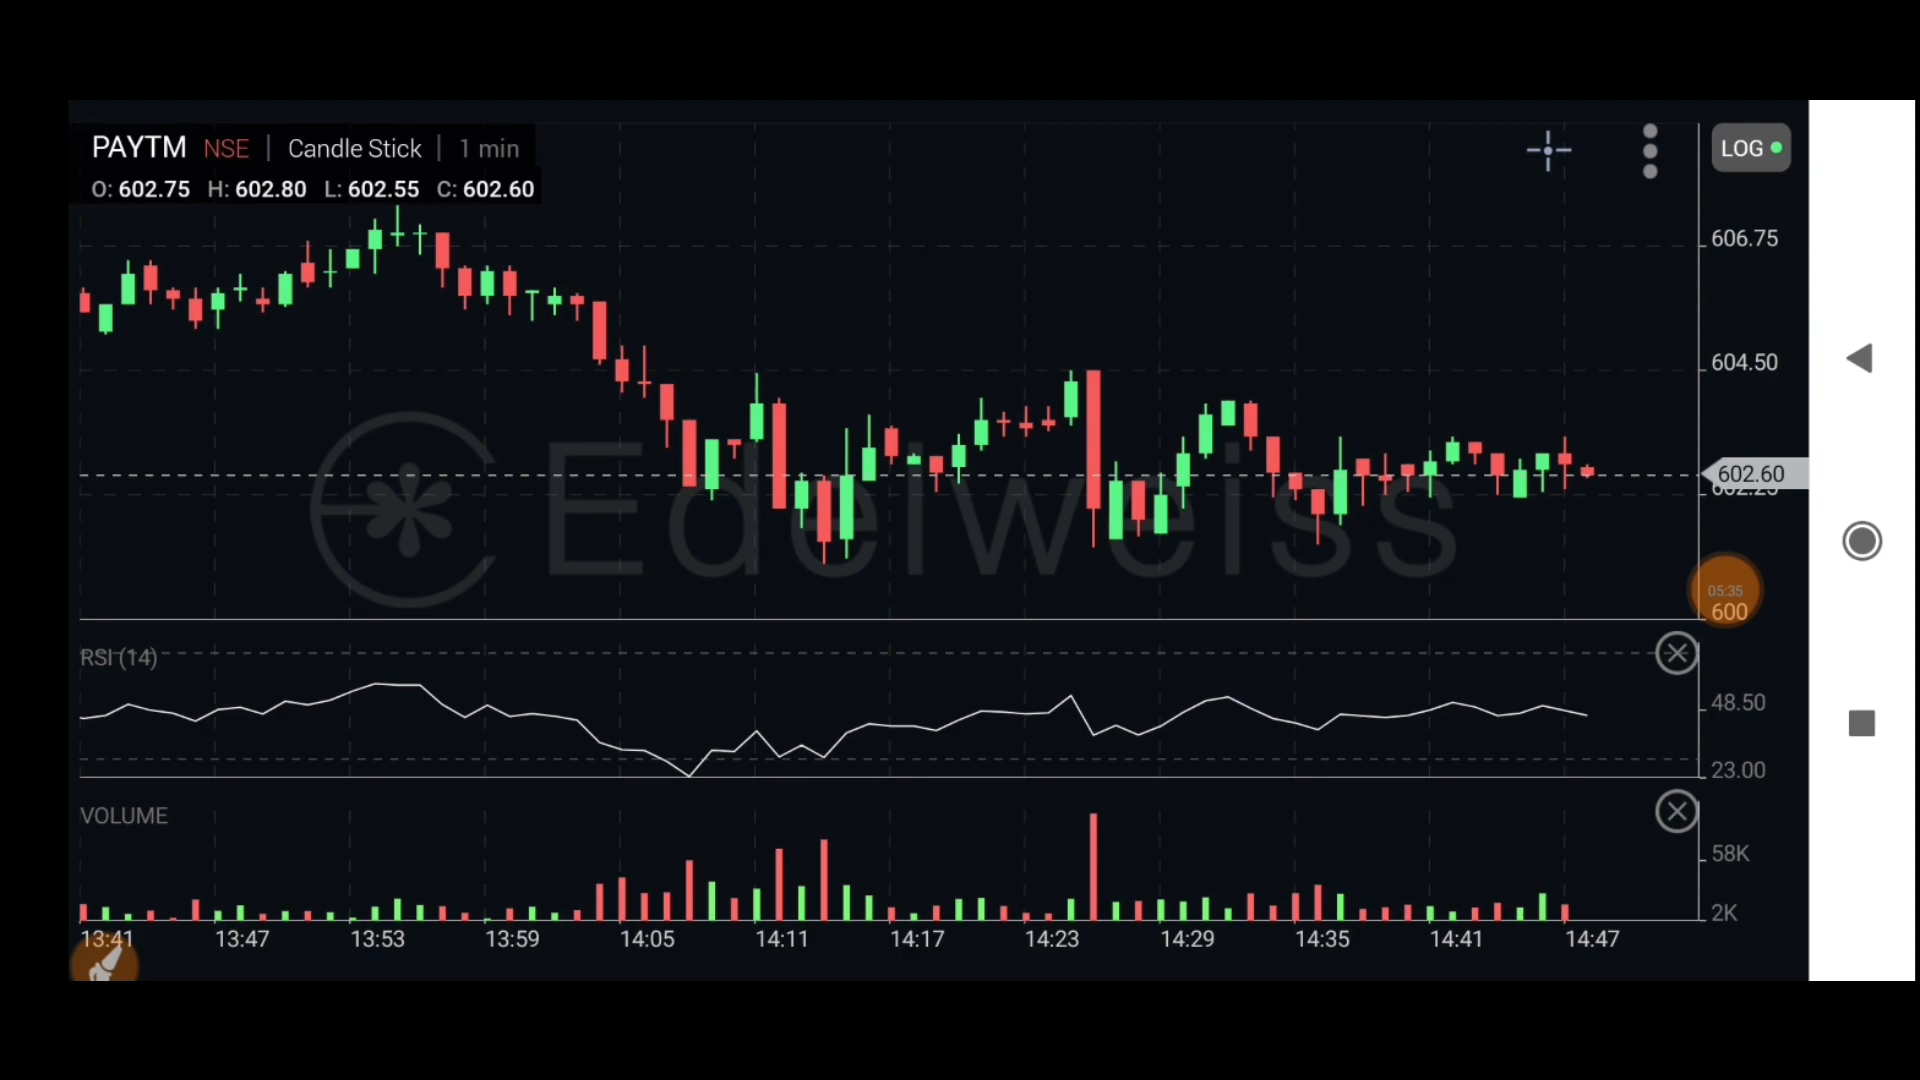 PAYTM NSE | Candle Stick | 1 min
O: 602.75 H: 602.80 L: 602.55 C: 602.60
LOG
606.75
604.50
602.60
602.25
Edelweiss
05:35
600
RSI (14)
48.50
23.00
VOLUME
58K
2K
13:41 13:47 13:53 13:59 14:05 14:11 14:17 14:23 14:29 14:35 14:41 14:47